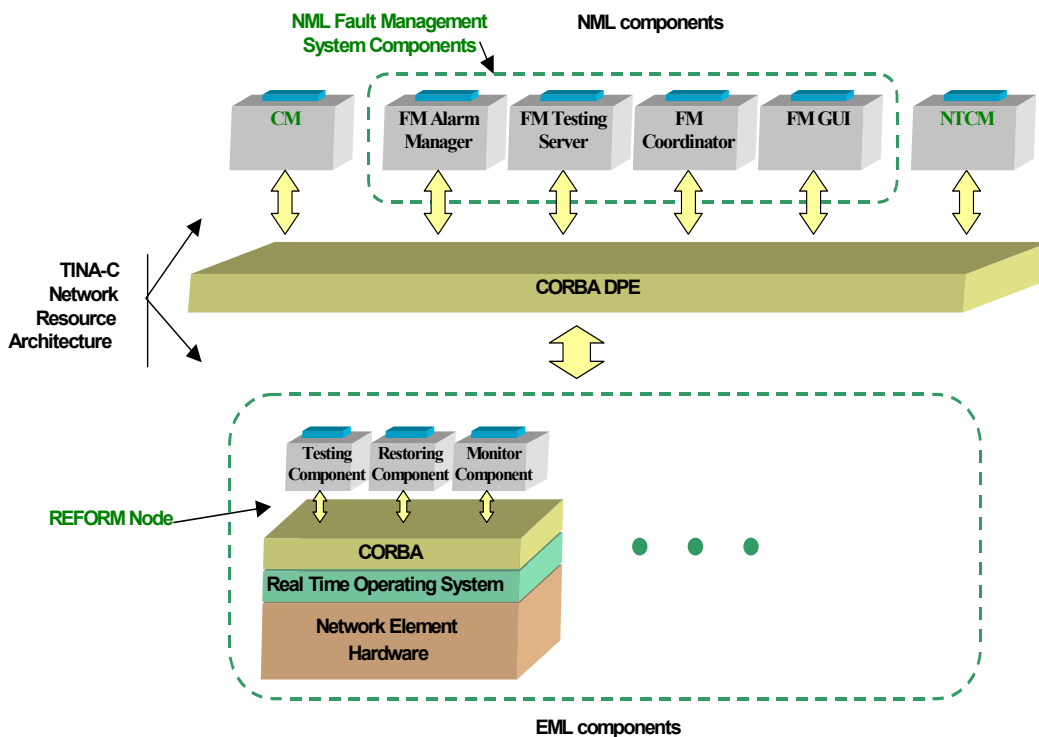 NML Fault Management
System Components
NML components
CM
FM Alarm
Manager
FM Testing
Server
FM
Coordinator
FM GUI
NTCM
TINA-C
Network
Resource
Architecture
CORBA DPE
Testing
Component
Restoring
Component
Monitor
Component
REFORM Node
CORBA
Real Time Operating System
Network Element
Hardware
EML components